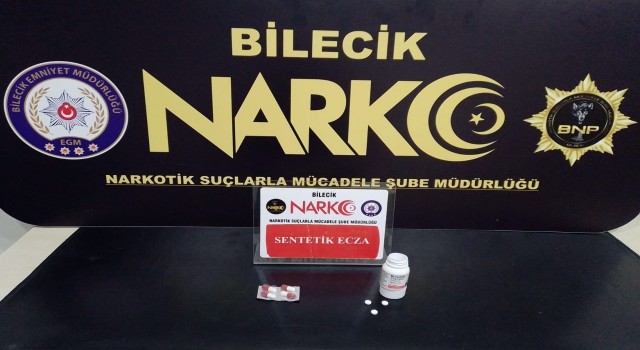 BİLECİK
BİLECİK EMNİYET MÜDÜRLÜĞÜ
EGM
NARKO
BNP
NARKOTİK SUÇLARLA MÜCADELE ŞUBE MÜDÜRLÜĞÜ
BİLECİK
NARKO
NARKOTİK SUÇLARLA MÜCADELE ŞUBE MÜDÜRLÜĞÜ
SENTETİK ECZA